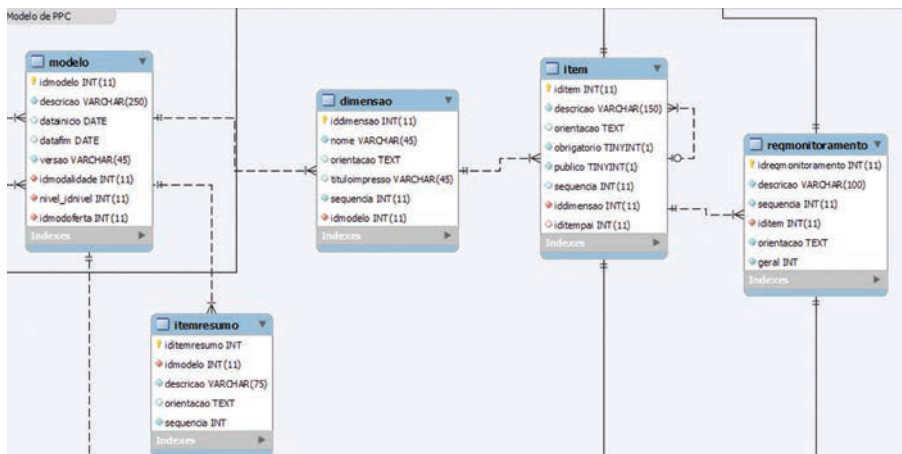 Modelo de PPC
modelo
idmodelo INT(11)
descricao VARCHAR(250)
datainicio DATE
datafim DATE
versao VARCHAR(45)
idmodalidade INT(11)
nivel_idnivel INT(11)
idmodoferta INT(11)
Indexes
dimensao
iddimensao INT(11)
nome VARCHAR(45)
orientacao TEXT
tituloimpresso VARCHAR(45)
sequencia INT(11)
idmodelo INT(11)
Indexes
item
iditem INT(11)
descricao VARCHAR(150)
orientacao TEXT
obrigatorio TINYINT(1)
publico TINYINT(1)
sequencia INT(11)
iddimensao INT(11)
iditempai INT(11)
Indexes
reqmonitoramento
idreqmonitoramento INT(11)
descricao VARCHAR(100)
sequencia INT(11)
iditem INT(11)
orientacao TEXT
geral INT
Indexes
itemresumo
iditemresumo INT
idmodelo INT(11)
descricao VARCHAR(75)
orientacao TEXT
sequencia INT
Indexes